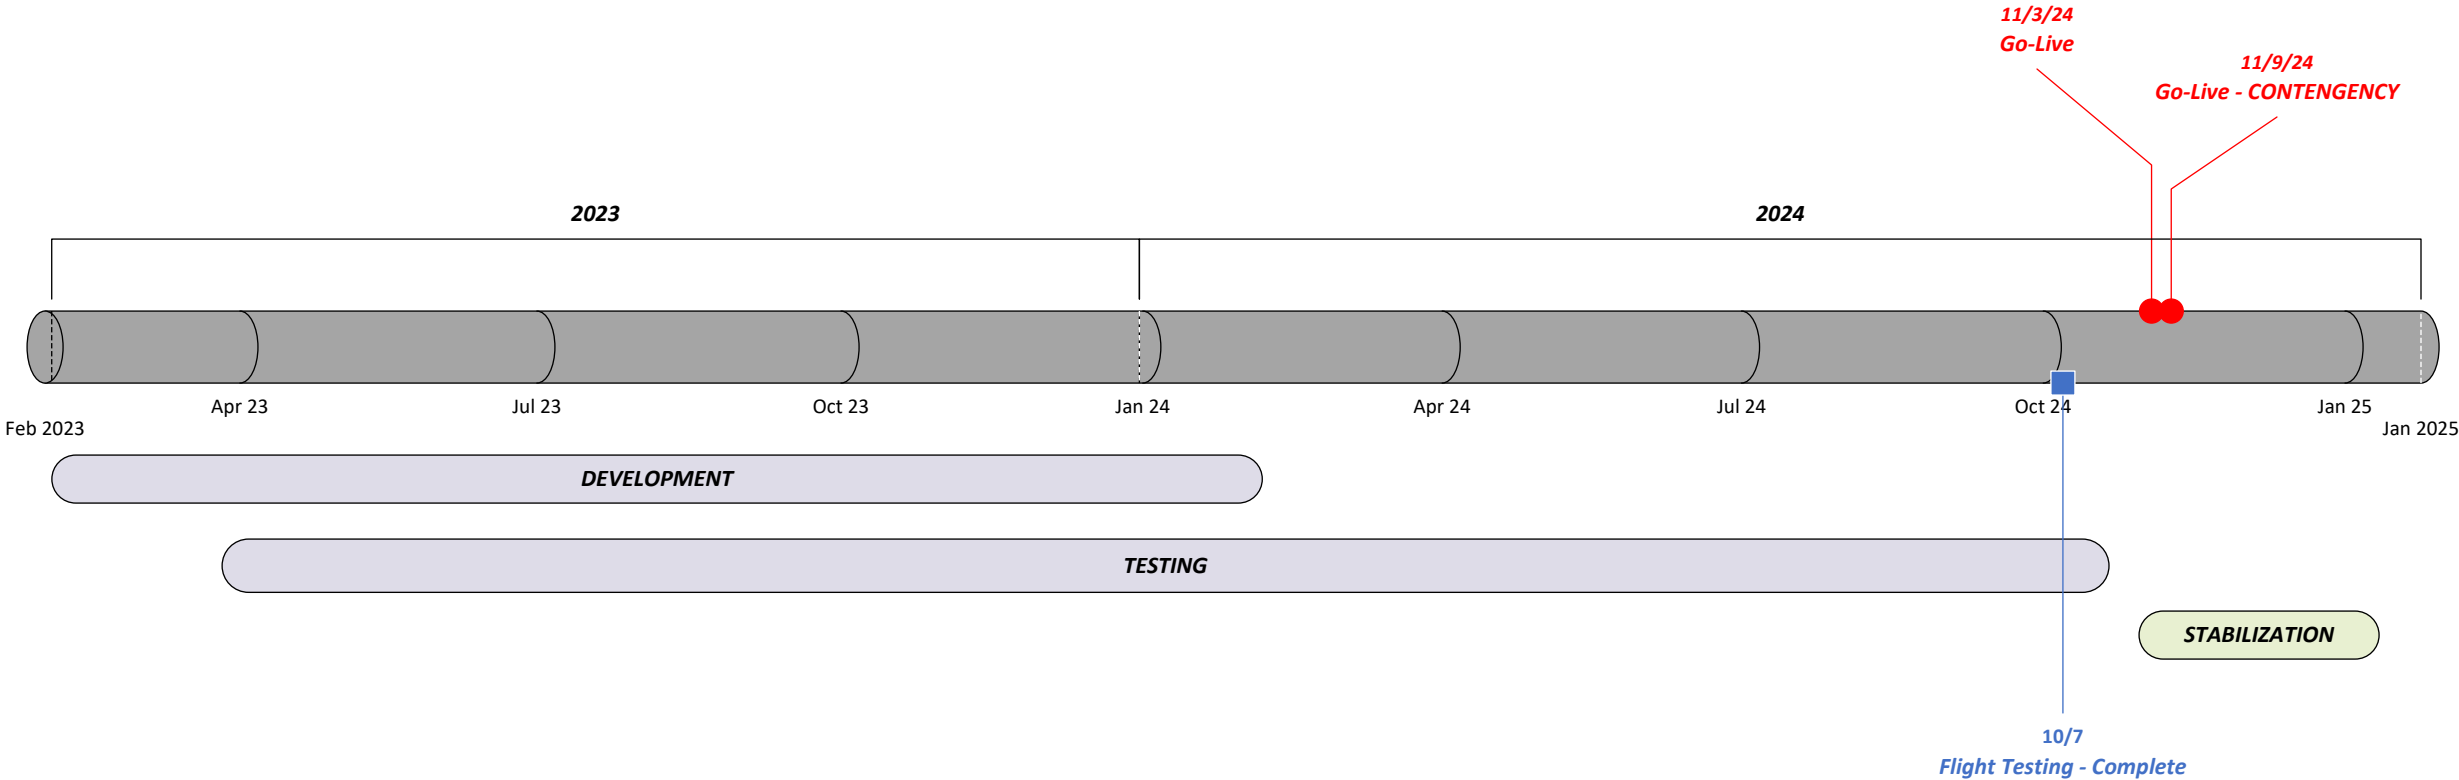 11/3/24
Go-Live
11/9/24
Go-Live - CONTENGENCY
2023
2024
Apr 23
Jul 23
Oct 23
Jan 24
Apr 24
Jul 24
Oct 24
Jan 25
Feb 2023
Jan 2025
DEVELOPMENT
TESTING
STABILIZATION
10/7
Flight Testing - Complete